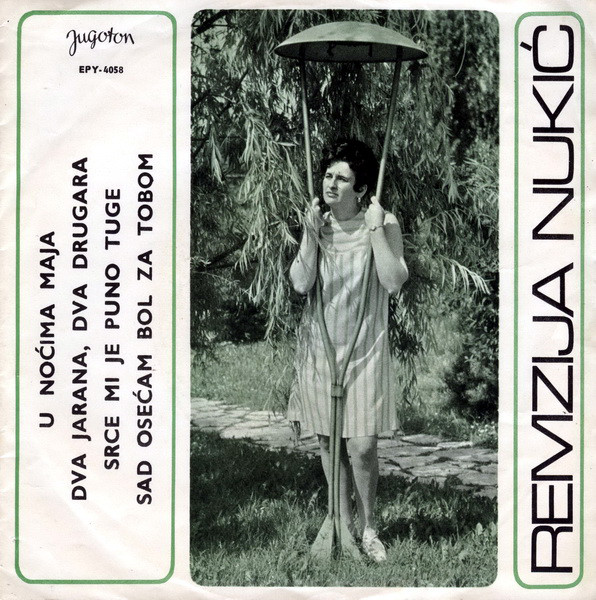 Jugoton
EPY-4058
U NOĆIMA MAJA
DVA JARANA, DVA DRUGARA
SRCE MI JE PUNO TUGE
SAD OSEĆAM BOL ZA TOBOM
REMZIJA NUKIĆ